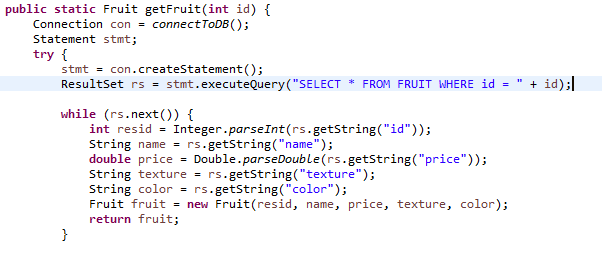 public static Fruit getFruit(int id) {
    Connection con = connectToDB();
    Statement stmt;
    try {
        stmt = con.createStatement();
        ResultSet rs = stmt.executeQuery("SELECT * FROM FRUIT WHERE id = " + id);
        while (rs.next()) {
            int resid = Integer.parseInt(rs.getString("id"));
            String name = rs.getString("name");
            double price = Double.parseDouble(rs.getString("price"));
            String texture = rs.getString("texture");
            String color = rs.getString("color");
            Fruit fruit = new Fruit(resid, name, price, texture, color);
            return fruit;
        }